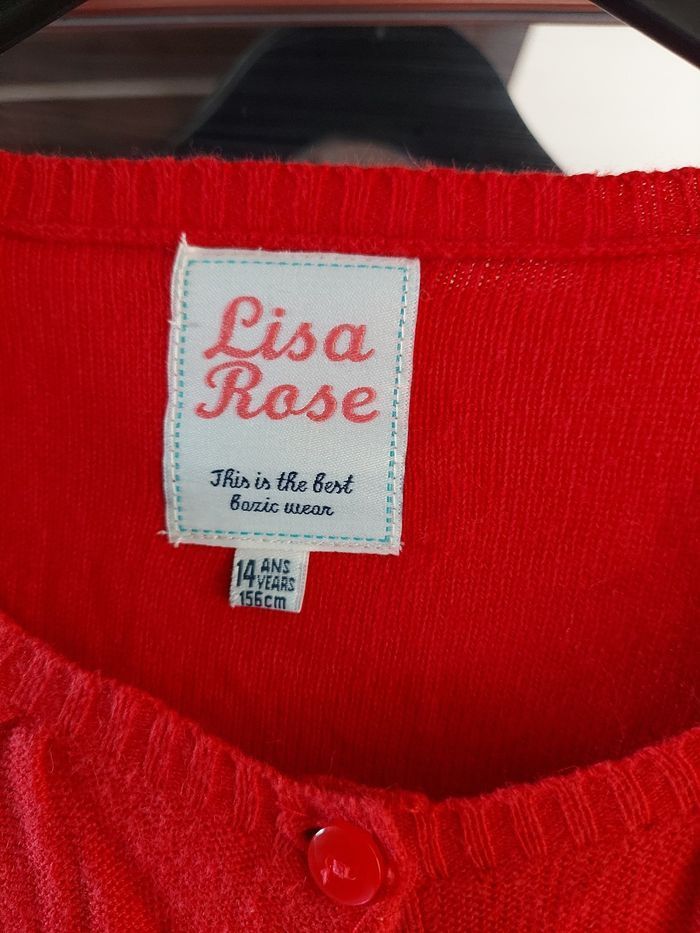 Lisa
Rose
This is the best
bazic wear
14 ANS
YEARS
156cm